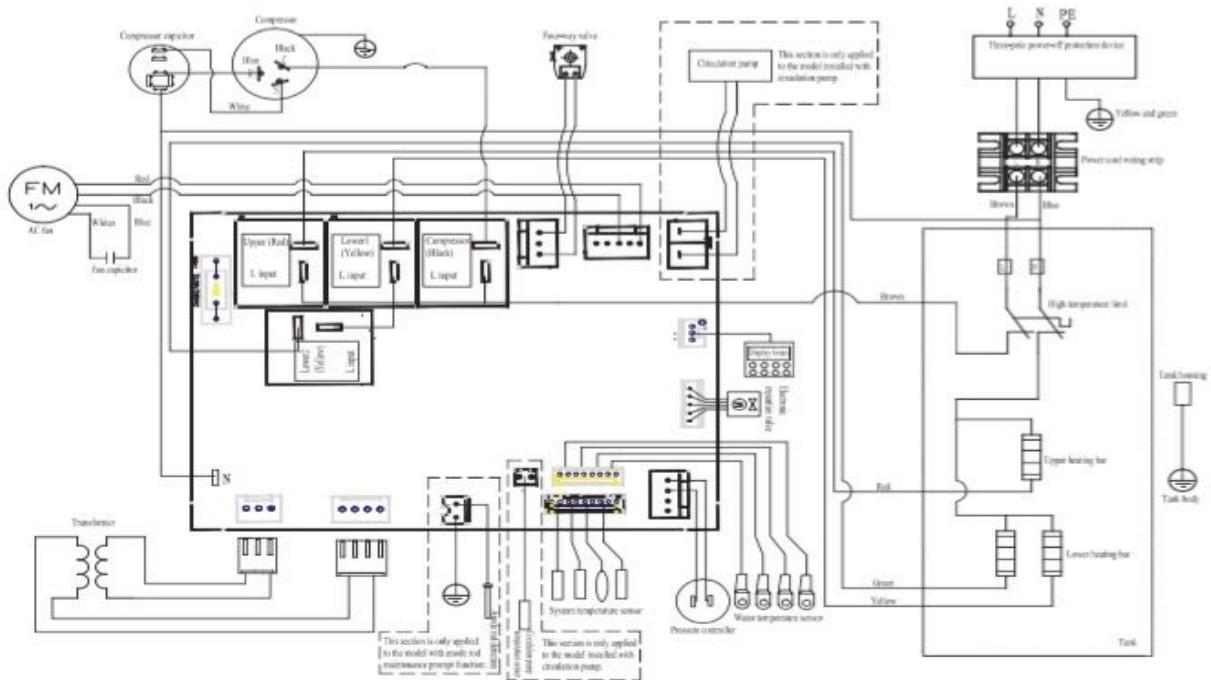 L N PE
Three-pole power-off protection device
Yellow and green
Power cord wiring strip
Brown
Blue
Compressor
Compressor capacitor
Black
C
Blue
White
Four-way valve
Circulation pump
This section is only applied
to the model installed with
circulation pump.
FM
1~
AC fan
Red
Black
Whiter
Blue
Fan capacitor
Upper (Red)
L input
Lower1
(Yellow)
L input
Compressor
(Black)
L input
Lower2
(Yellow)
L input
Brown
High temperature limit
Display board
Electronic
expansion valve
Tank housing
Tank body
Upper heating bar
Red
Lower heating bar
Green
Yellow
Tank
N
Transformer
System temperature sensor
Water temperature sensor
Pressure controller
This section is only applied
to the model with anode rod
maintenance prompt function.
This section is only applied
to the model installed with
circulation pump.